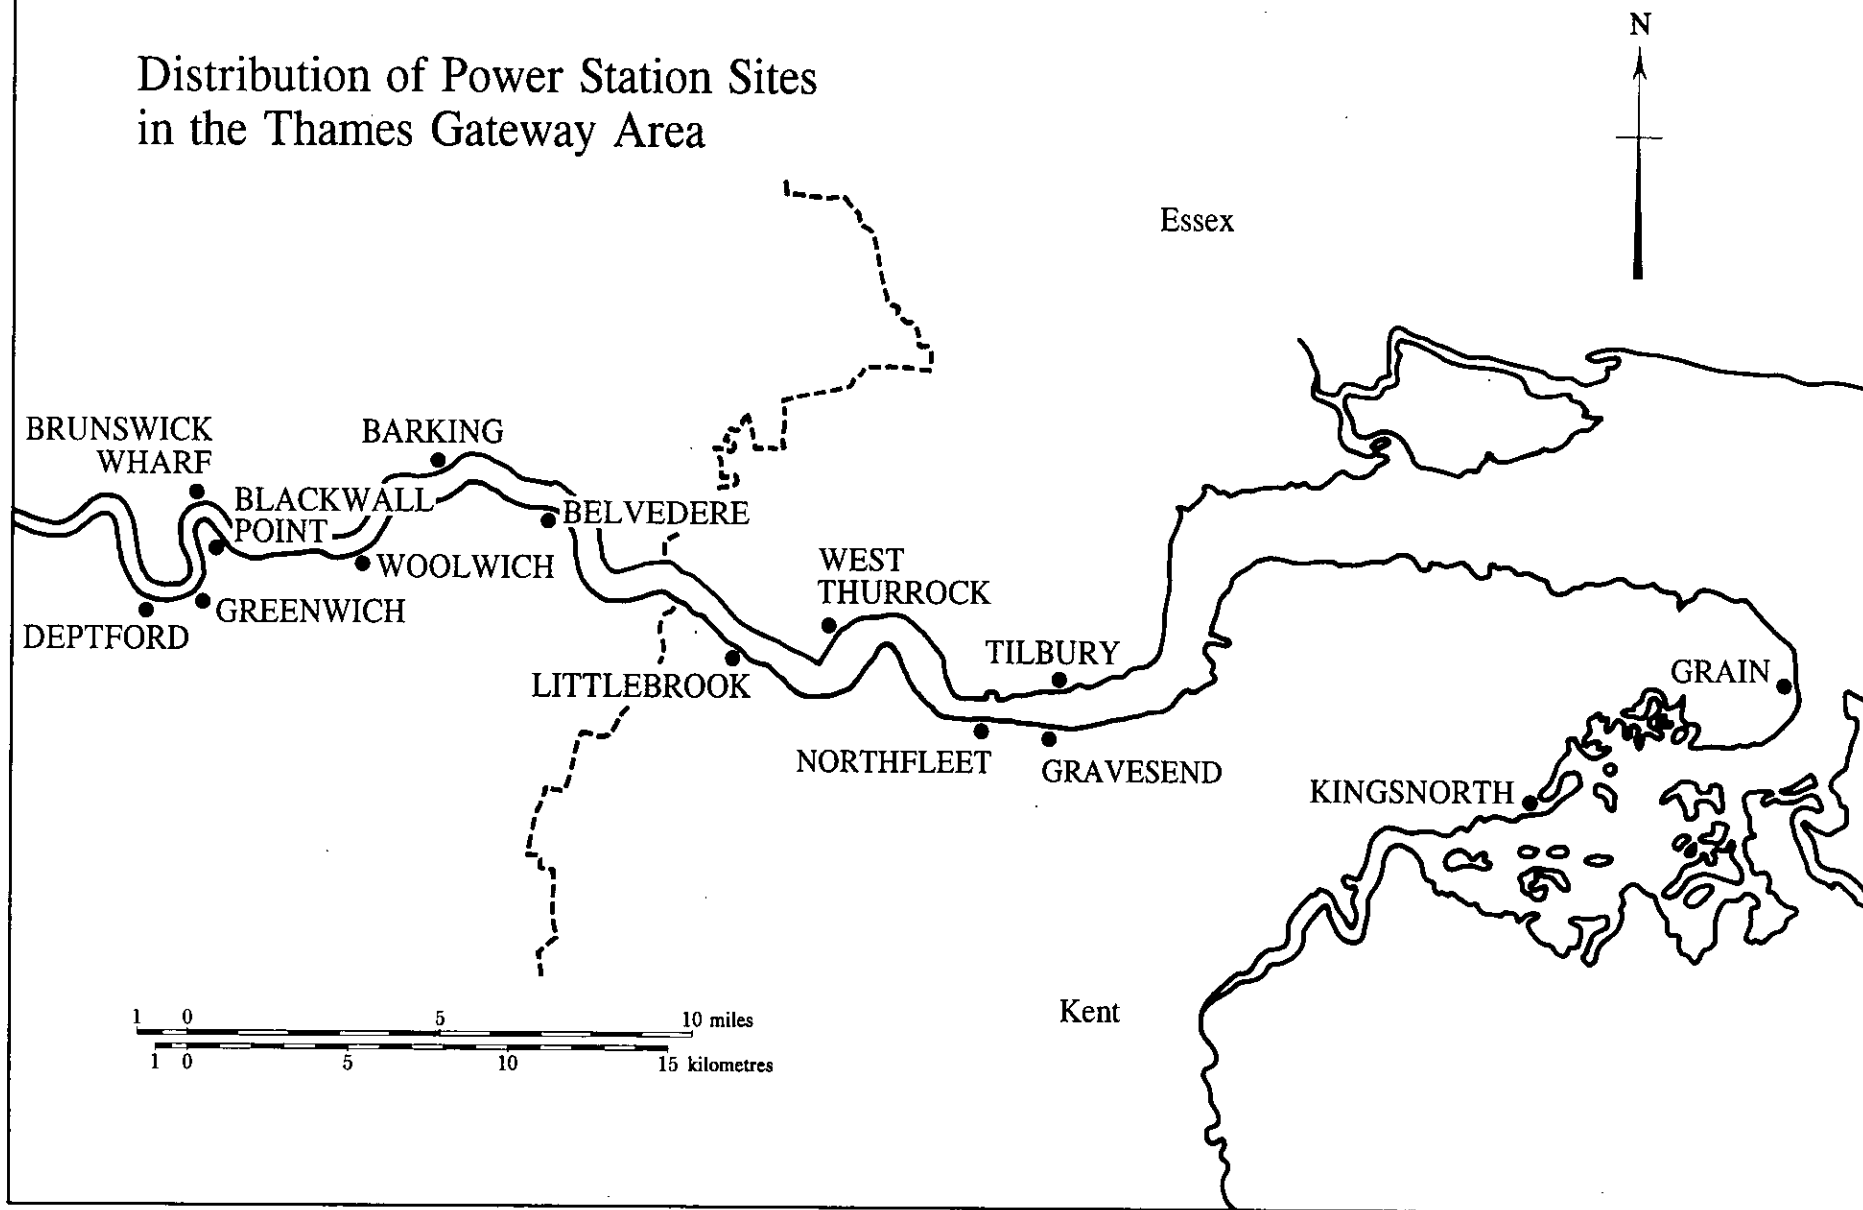 Distribution of Power Station Sites
in the Thames Gateway Area
N
Essex
BRUNSWICK
WHARF
BARKING
BLACKWALL
POINT
BELVEDERE
WOOLWICH
GREENWICH
DEPTFORD
WEST
THURROCK
LITTLEBROOK
TILBURY
NORTHFLEET
GRAVESEND
GRAIN
KINGSNORTH
Kent
1 0 5 10 miles
1 0 5 10 15 kilometres